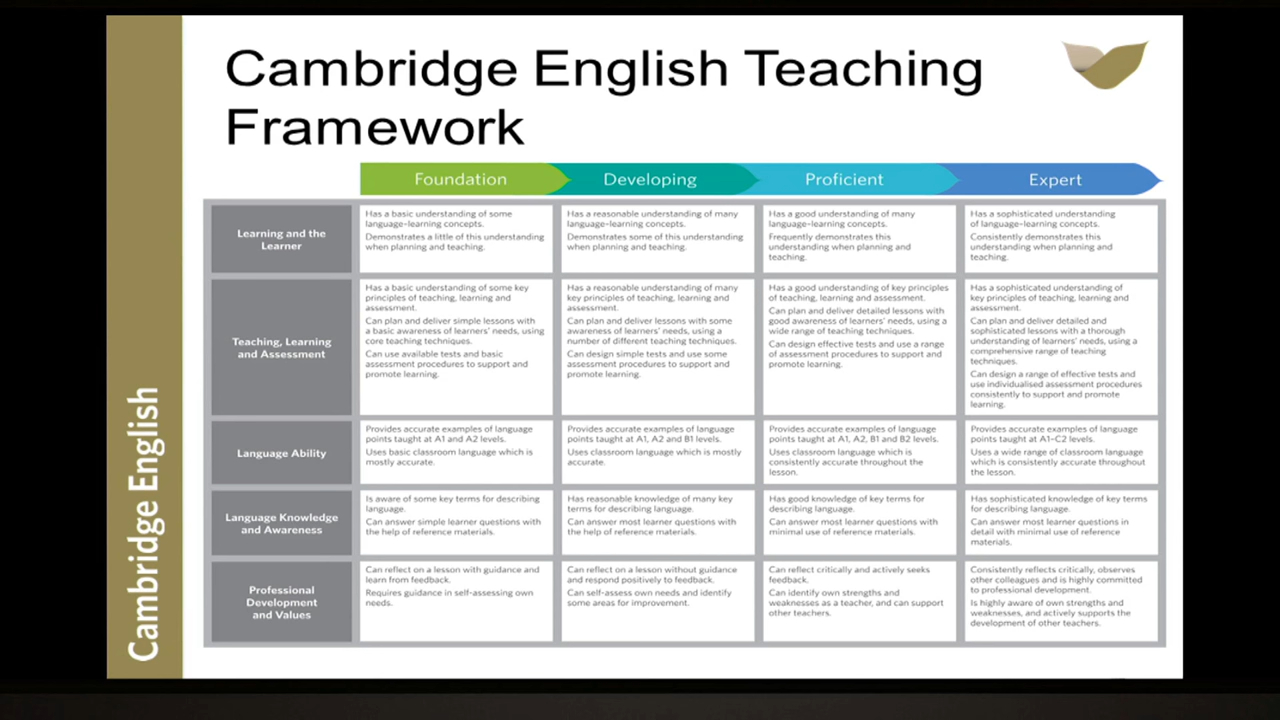 Cambridge English Teaching
Framework
Foundation
Developing
Proficient
Expert
Learning and the
Learner
Has a basic understanding of some
language-learning concepts.
Demonstrates a little of this understanding
when planning and teaching.
Has a reasonable understanding of many
language-learning concepts.
Demonstrates some of this understanding
when planning and teaching.
Has a good understanding of many
language-learning concepts.
Frequently demonstrates this
understanding when planning and
teaching.
Has a sophisticated understanding
of language-learning concepts.
Consistently demonstrates this
understanding when planning and
teaching.
Teaching, Learning
and Assessment
Has a basic understanding of some key
principles of teaching, learning and
assessment.
Can plan and deliver simple lessons with
a basic awareness of learners' needs, using
core teaching techniques.
Can use available tests and basic
assessment procedures to support and
promote learning.
Has a reasonable understanding of many
key principles of teaching, learning and
assessment.
Can plan and deliver lessons with some
awareness of learners' needs, using a
number of different teaching techniques.
Can design simple tests and use some
assessment procedures to support and
promote learning.
Has a good understanding of key principles
of teaching, learning and assessment.
Can plan and deliver detailed lessons with
good awareness of learners' needs, using a
wide range of teaching techniques.
Can design effective tests and use a range
of assessment procedures to support and
promote learning.
Has a sophisticated understanding of
key principles of teaching, learning and
assessment.
Can plan and deliver detailed and
sophisticated lessons with a thorough
understanding of learners' needs, using a
comprehensive range of teaching
techniques.
Can design a range of effective tests and
use individualised assessment procedures
consistently to support and promote
learning.
Language Ability
Provides accurate examples of language
points taught at A1 and A2 levels.
Uses basic classroom language which is
mostly accurate.
Provides accurate examples of language
points taught at A1, A2 and B1 levels.
Uses classroom language which is mostly
accurate.
Provides accurate examples of language
points taught at A1, A2, B1 and B2 levels.
Uses classroom language which is
consistently accurate throughout the
lesson.
Provides accurate examples of language
points taught at A1–C2 levels.
Uses a wide range of classroom language
which is consistently accurate throughout
the lesson.
Language Knowledge
and Awareness
Is aware of some key terms for describing
language.
Can answer simple learner questions with
the help of reference materials.
Has reasonable knowledge of many key
terms for describing language.
Can answer most learner questions with
the help of reference materials.
Has good knowledge of key terms for
describing language.
Can answer most learner questions with
minimal use of reference materials.
Has sophisticated knowledge of key terms
for describing language.
Can answer most learner questions in
detail with minimal use of reference
materials.
Professional
Development
and Values
Can reflect on a lesson with guidance and
learn from feedback.
Requires guidance in self-assessing own
needs.
Can reflect on a lesson without guidance
and respond positively to feedback.
Can self-assess own needs and identify
some areas for improvement.
Can reflect critically and actively seeks
feedback.
Can identify own strengths and
weaknesses as a teacher, and can support
other teachers.
Consistently reflects critically, observes
other colleagues and is highly committed
to professional development.
Is highly aware of own strengths and
weaknesses, and actively supports the
development of other teachers.
Cambridge English